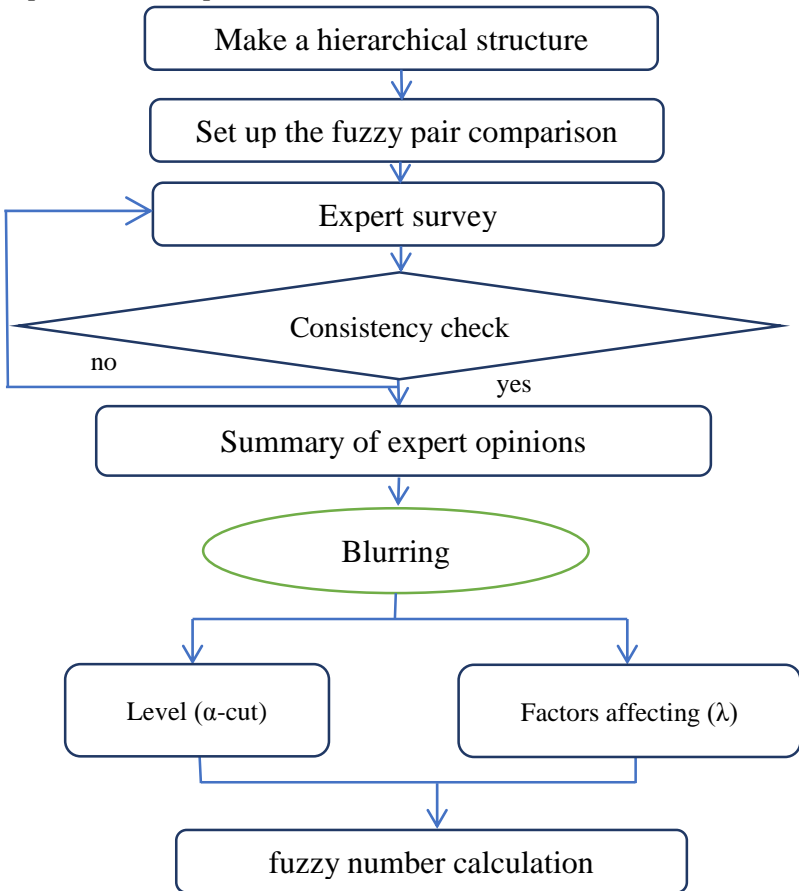 Make a hierarchical structure
Set up the fuzzy pair comparison
Expert survey
Consistency check
no
yes
Summary of expert opinions
Blurring
Level (α-cut)
Factors affecting (λ)
fuzzy number calculation